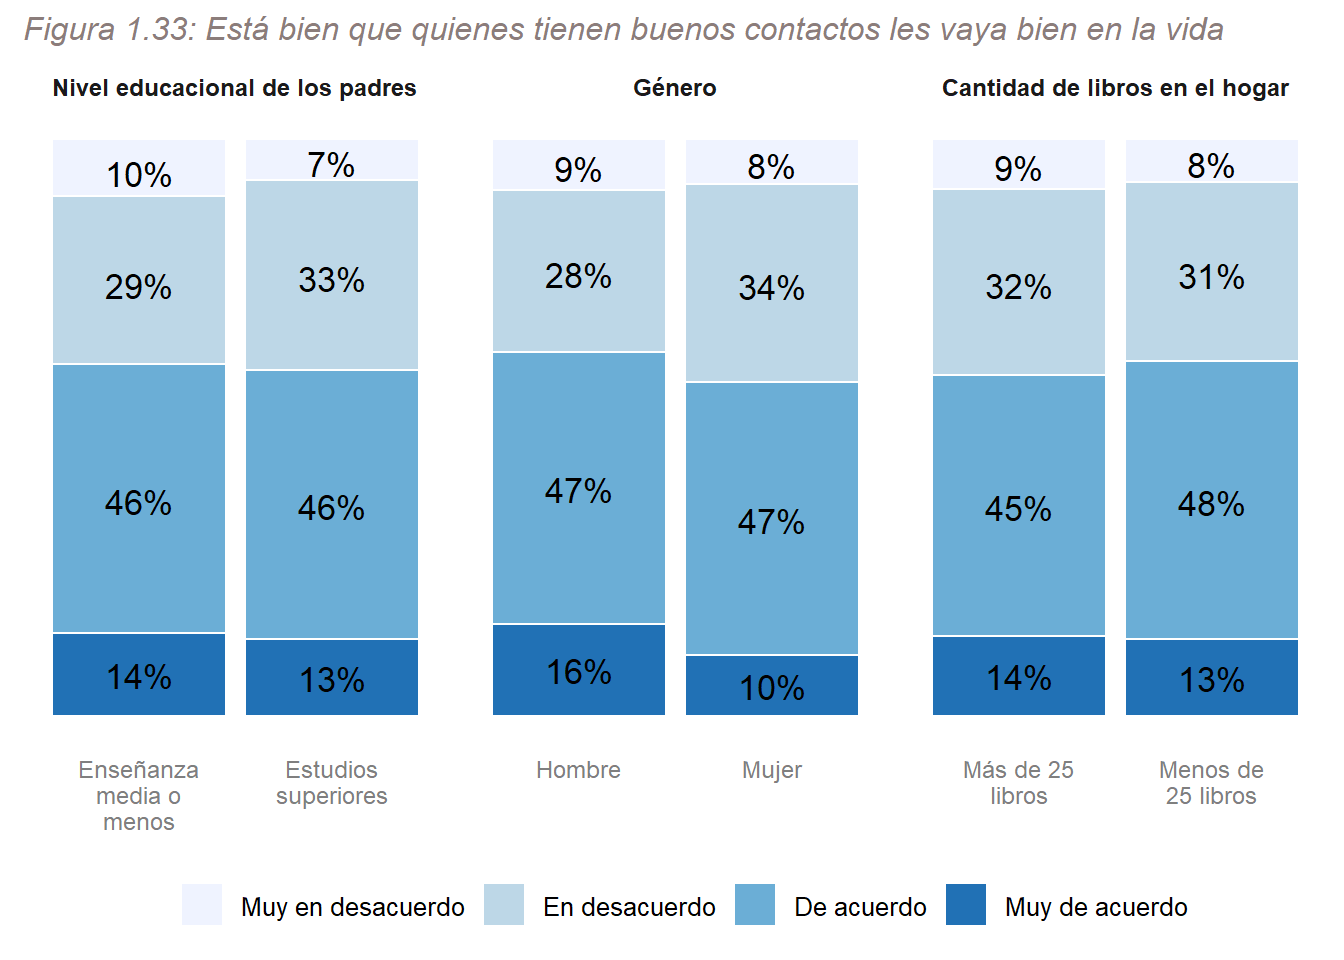 Figura 1.33: Está bien que quienes tienen buenos contactos les vaya bien en la vida
Nivel educacional de los padres
10%
7%
29%
33%
46%
46%
14%
13%
Enseñanza
media o
menos
Estudios
superiores
Género
9%
8%
28%
34%
47%
47%
16%
10%
Hombre
Mujer
Cantidad de libros en el hogar
9%
8%
32%
31%
45%
48%
14%
13%
Más de 25
libros
Menos de
25 libros
Muy en desacuerdo
En desacuerdo
De acuerdo
Muy de acuerdo